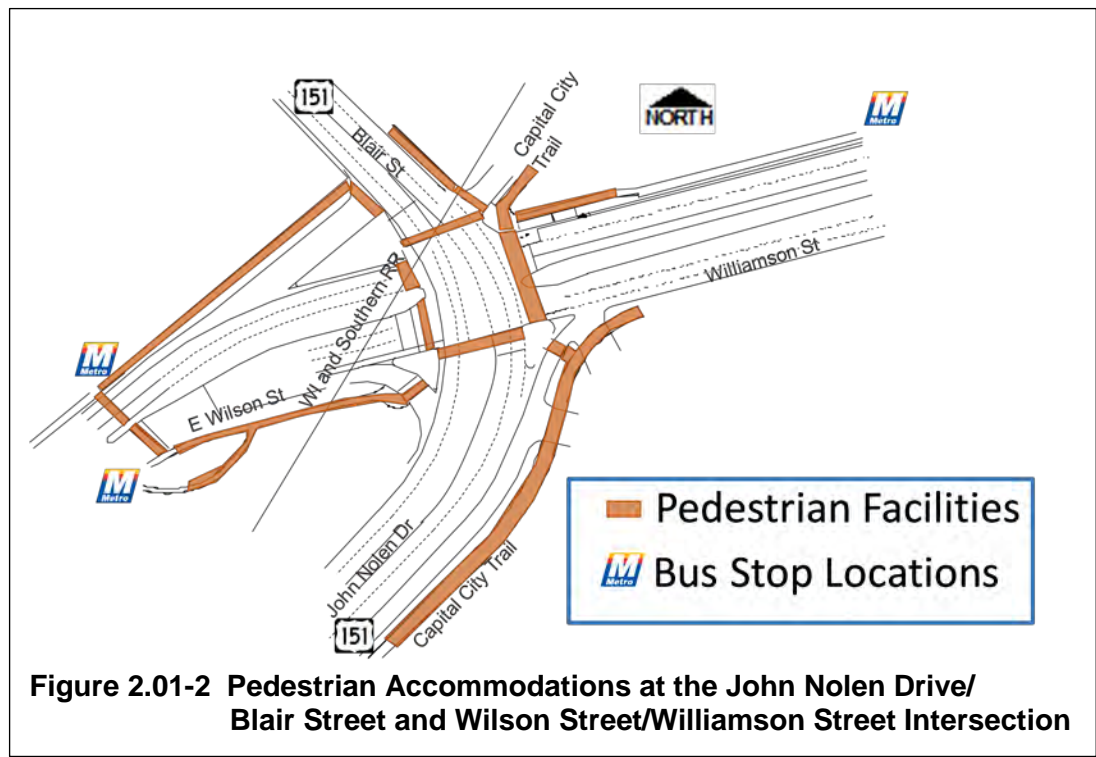 151
Blair St
Capital City
Trail
NORTH
M
Metro
Williamson St
WI and Southern RR
M
Metro
E Wilson St
M
Metro
John Nolen Dr
151
Capital City Trail
Pedestrian Facilities
M
Metro
Bus Stop Locations
Figure 2.01-2 Pedestrian Accommodations at the John Nolen Drive/
Blair Street and Wilson Street/Williamson Street Intersection